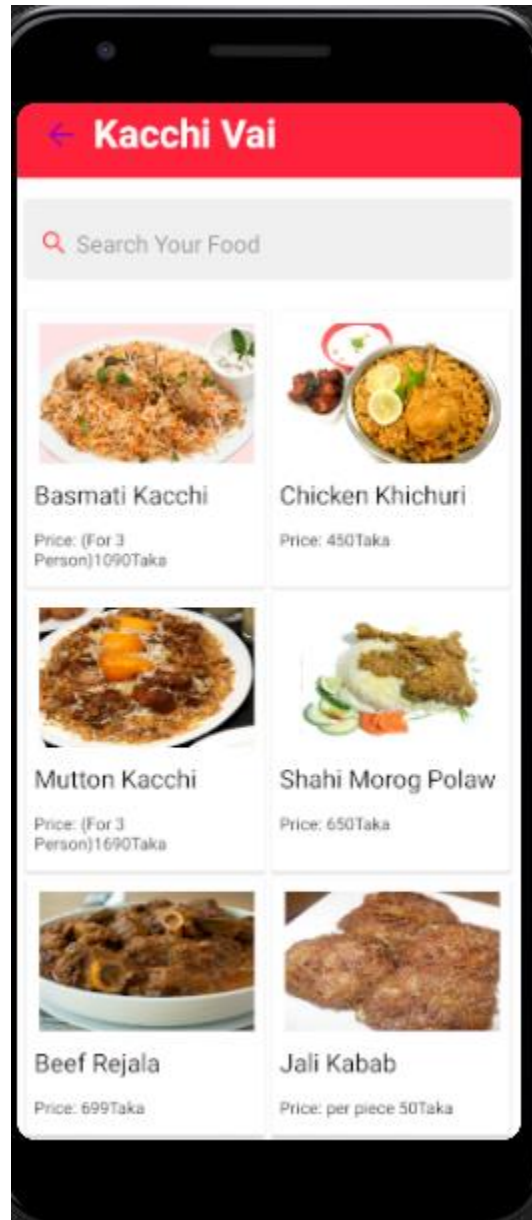 Kacchi Vai
Search Your Food
Basmati Kacchi
Price: (For 3
Person)1090Taka
Chicken Khichuri
Price: 450Taka
Mutton Kacchi
Price: (For 3
Person)1690Taka
Shahi Morog Polaw
Price: 650Taka
Beef Rejala
Price: 699Taka
Jali Kabab
Price: per piece 50Taka